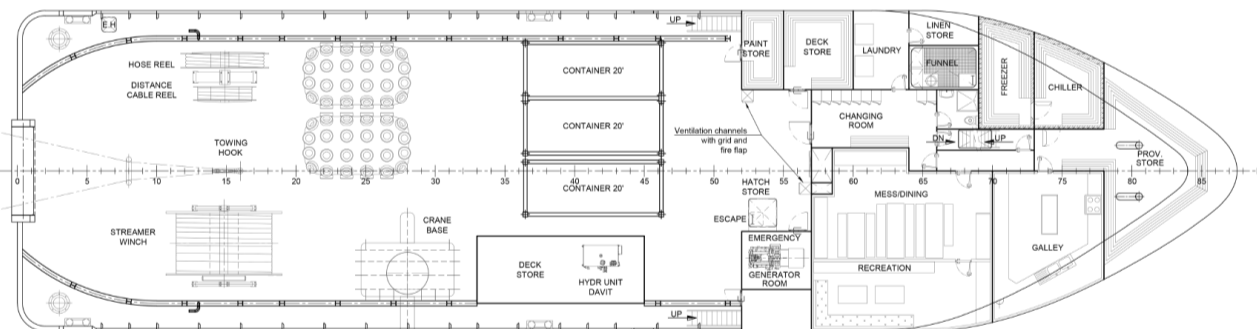 E.H
UP
HOSE REEL
DISTANCE
CABLE REEL
CONTAINER 20'
CONTAINER 20'
CONTAINER 20'
PAINT
STORE
DECK
STORE
LAUNDRY
LINEN
STORE
FUNNEL
FREEZER
CHILLER
CHANGING
ROOM
Ventilation channels
with grid and
fire flap
DN
UP
PROV.
STORE
TOWING
HOOK
0 5 10 15 20 25 30 35 40 45 50 55 60 65 70 75 80 85
HATCH
STORE
MESS/DINING
STREAMER
WINCH
CRANE
BASE
ESCAPE
DECK
STORE
HYDR UNIT
DAVIT
EMERGENCY
GENERATOR
ROOM
RECREATION
GALLEY
UP